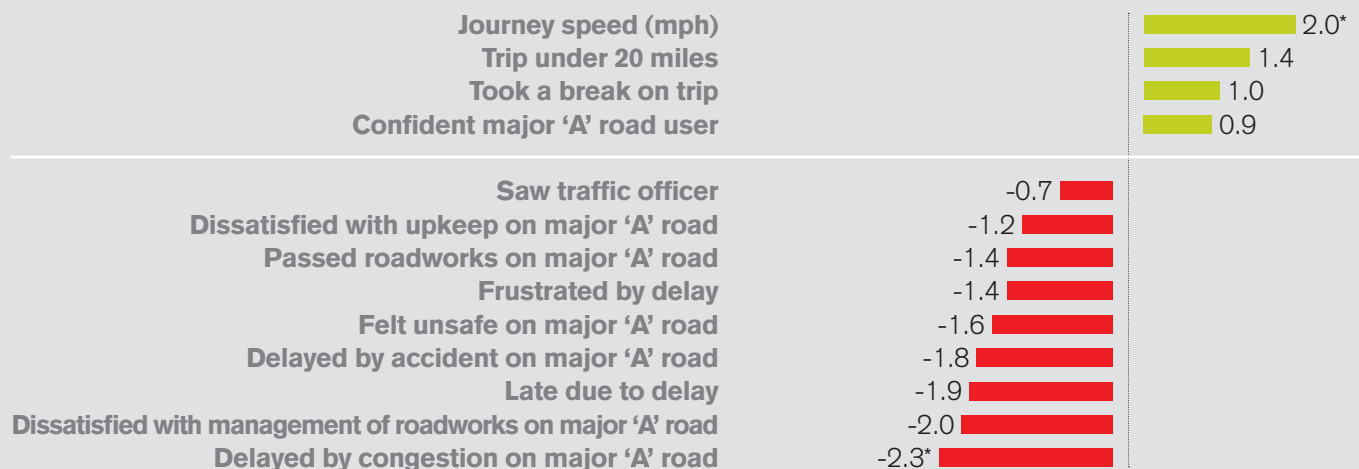 Journey speed (mph) 2.0*
Trip under 20 miles 1.4
Took a break on trip 1.0
Confident major ‘A’ road user 0.9
Saw traffic officer -0.7
Dissatisfied with upkeep on major ‘A’ road -1.2
Passed roadworks on major ‘A’ road -1.4
Frustrated by delay -1.4
Felt unsafe on major ‘A’ road -1.6
Delayed by accident on major ‘A’ road -1.8
Late due to delay -1.9
Dissatisfied with management of roadworks on major ‘A’ road -2.0
Delayed by congestion on major ‘A’ road -2.3*